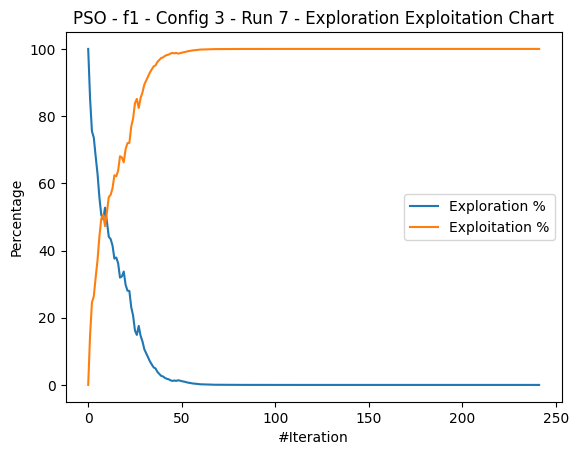 PSO - f1 - Config 3 - Run 7 - Exploration Exploitation Chart
100
80
60
40
20
0
Percentage
Exploration %
Exploitation %
0
50
100
150
200
250
#Iteration